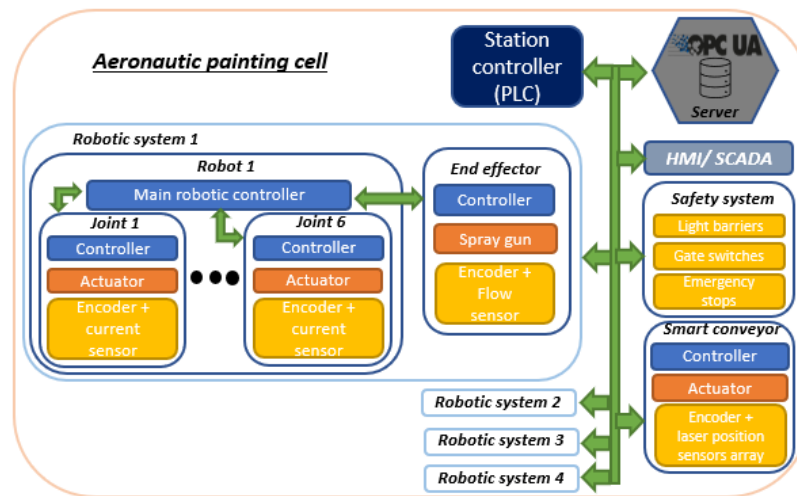 Aeronautic painting cell
Station
controller
(PLC)
OPC UA
Server
HMI/ SCADA
Robotic system 1
Robot 1
Main robotic controller
Joint 1
Controller
Actuator
Encoder +
current
sensor
Joint 6
Controller
Actuator
Encoder +
current
sensor
End effector
Controller
Spray gun
Encoder +
Flow
sensor
Safety system
Light barriers
Gate switches
Emergency
stops
Smart conveyor
Controller
Actuator
Encoder +
laser position
sensors array
Robotic system 2
Robotic system 3
Robotic system 4